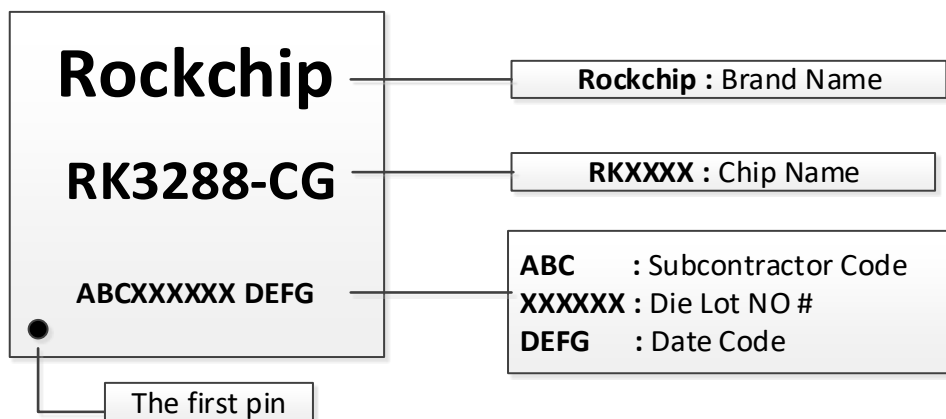 Rockchip
Rockchip : Brand Name
RK3288-CG
RKXXXX : Chip Name
ABCXXXXXX DEFG
ABC : Subcontractor Code
XXXXXX : Die Lot NO #
DEFG : Date Code
The first pin